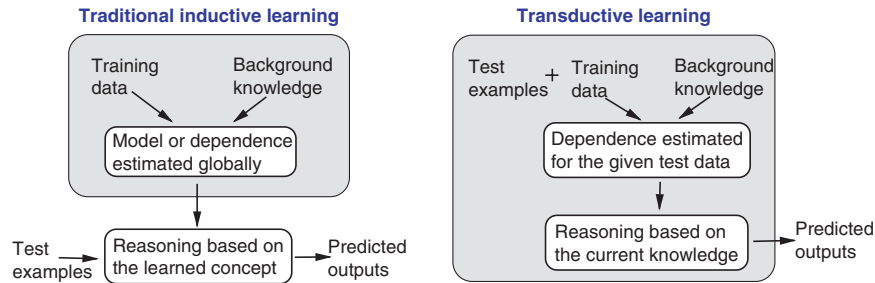 Traditional inductive learning
Training
data
Background
knowledge
Model or dependence
estimated globally
Test
examples
Reasoning based on
the learned concept
Predicted
outputs
Transductive learning
Test
examples
+
Training
data
Background
knowledge
Dependence estimated
for the given test data
Reasoning based on
the current knowledge
Predicted
outputs